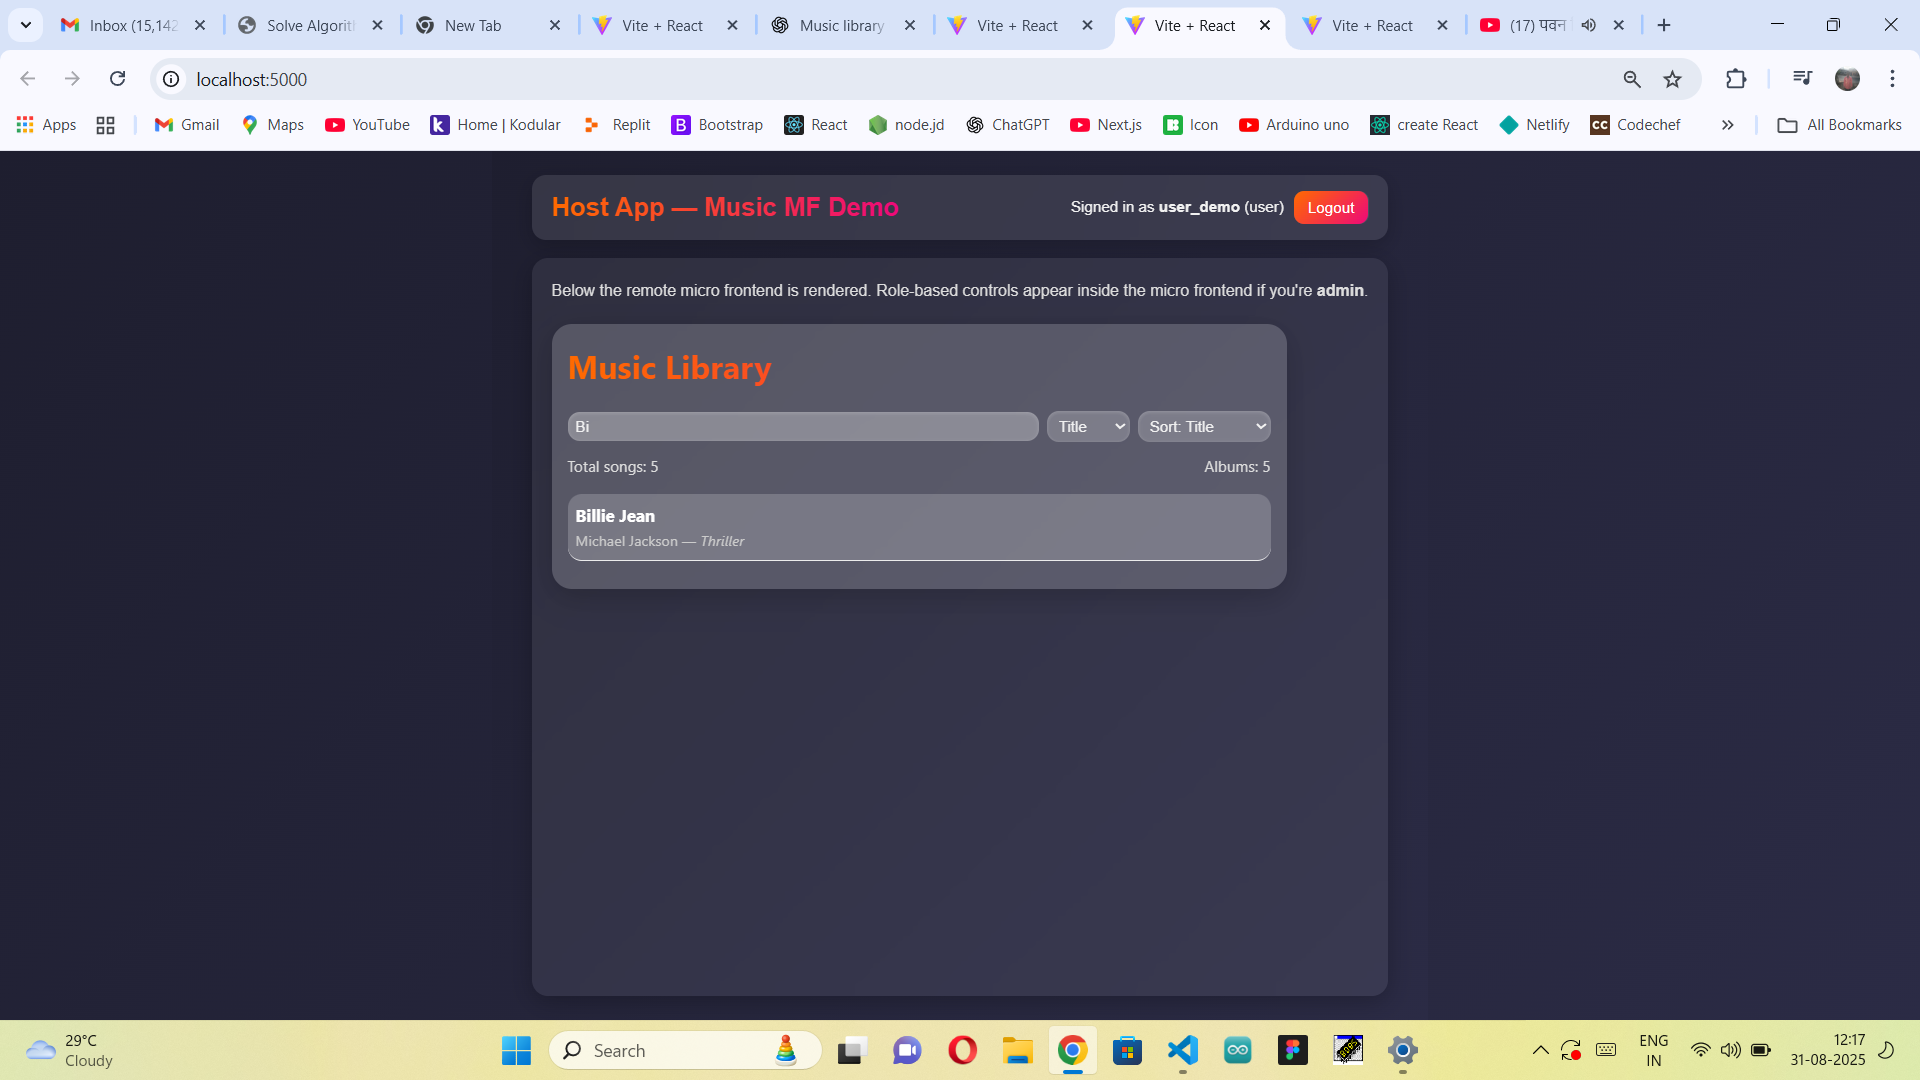 Inbox (15,142
Solve Algorit
New Tab
Vite + React
Music library
Vite + React
Vite + React
Vite + React
(17) पवन
localhost:5000
Apps
Gmail
Maps
YouTube
Home | Kodular
Replit
Bootstrap
React
node.jd
ChatGPT
Next.js
Icon
Arduino uno
create React
Netlify
Codechef
All Bookmarks
Host App — Music MF Demo
Signed in as user_demo (user)
Logout
Below the remote micro frontend is rendered. Role-based controls appear inside the micro frontend if you're admin.
Music Library
Bi
Title
Sort: Title
Total songs: 5
Albums: 5
Billie Jean
Michael Jackson — Thriller
29°C
Cloudy
Search
ENG
IN
12:17
31-08-2025